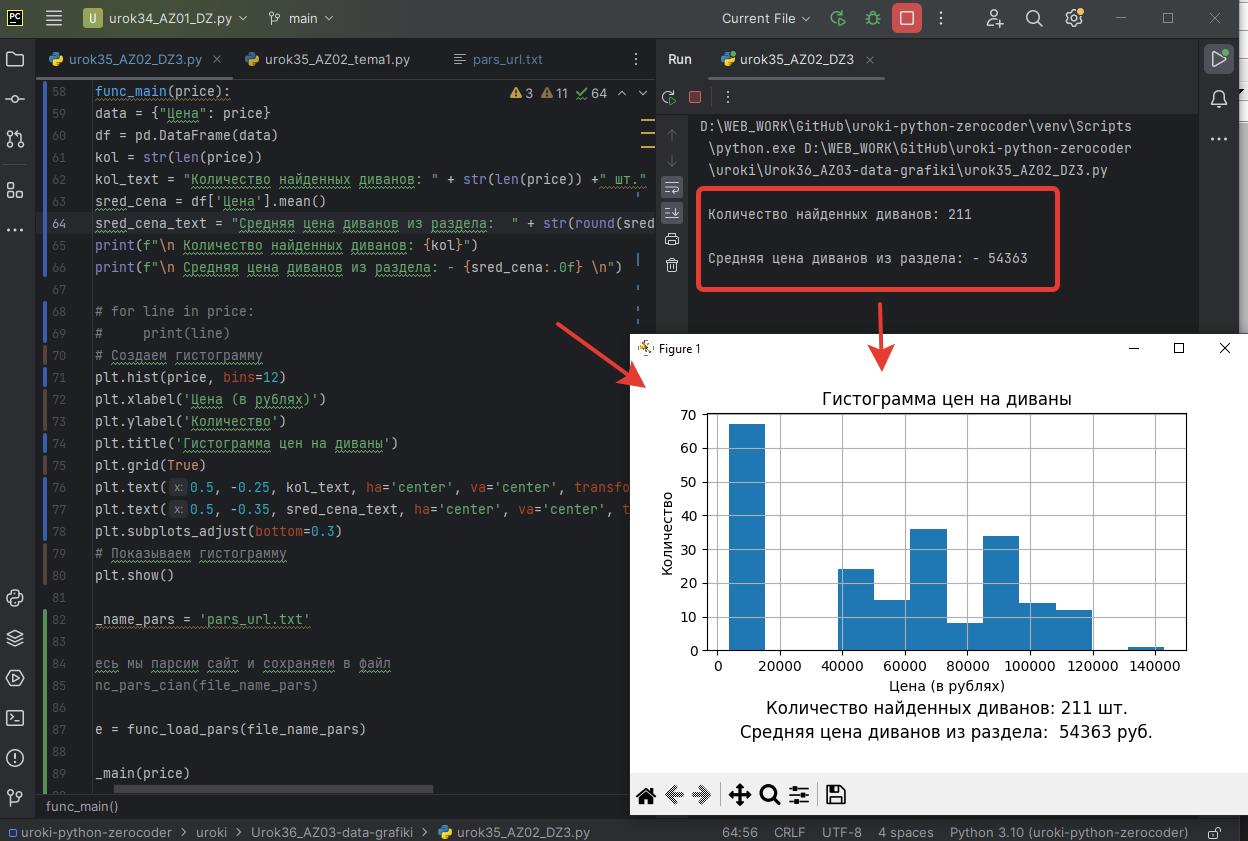 PC
U urok34_AZ01_DZ.py main Current File
urok35_AZ02_DZ3.py urok35_AZ02_tema1.py pars_url.txt
3 11 64
58 func_main(price):
59 data = {"Цена": price}
60 df = pd.DataFrame(data)
61 kol = str(len(price))
62 kol_text = "Количество найденных диванов: " + str(len(price)) +" шт."
63 sred_cena = df['Цена'].mean()
64 sred_cena_text = "Средняя цена диванов из раздела:  " + str(round(sred
65 print(f"\n Количество найденных диванов: {kol}")
66 print(f"\n Средняя цена диванов из раздела: - {sred_cena:.0f} \n")
67
68 # for line in price:
69 #     print(line)
70 # Создаем гистограмму
71 plt.hist(price, bins=12)
72 plt.xlabel('Цена (в рублях)')
73 plt.ylabel('Количество')
74 plt.title('Гистограмма цен на диваны')
75 plt.grid(True)
76 plt.text( x: 0.5, -0.25, kol_text, ha='center', va='center', transfo
77 plt.text( x: 0.5, -0.35, sred_cena_text, ha='center', va='center', t
78 plt.subplots_adjust(bottom=0.3)
79 # Показываем гистограмму
80 plt.show()
81
82 _name_pars = 'pars_url.txt'
83
84 есь мы парсим сайт и сохраняем в файл
85 nc_pars_cian(file_name_pars)
86
87 e = func_load_pars(file_name_pars)
88
89 _main(price)
func_main()
Run urok35_AZ02_DZ3
D:\WEB_WORK\GitHub\uroki-python-zerocoder\venv\Scripts
\python.exe D:\WEB_WORK\GitHub\uroki-python-zerocoder
\uroki\Urok36_AZ03-data-grafiki\urok35_AZ02_DZ3.py
Количество найденных диванов: 211
Средняя цена диванов из раздела: - 54363
Figure 1
Гистограмма цен на диваны
70
60
50
40
30
20
10
0
Количество
0 20000 40000 60000 80000 100000 120000 140000
Цена (в рублях)
Количество найденных диванов: 211 шт.
Средняя цена диванов из раздела:  54363 руб.
uroki-python-zerocoder > uroki > Urok36_AZ03-data-grafiki > urok35_AZ02_DZ3.py 64:56 CRLF UTF-8 4 spaces Python 3.10 (uroki-python-zerocoder)